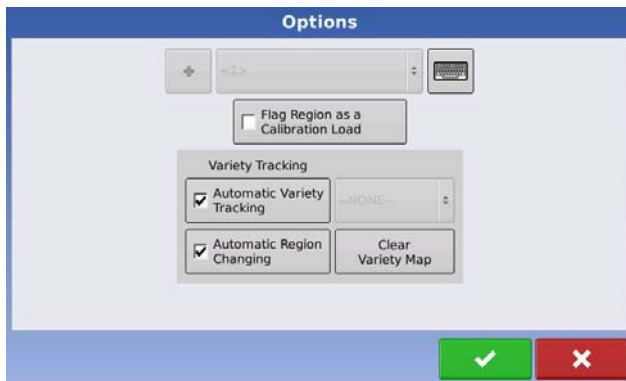 Options
<1>
Flag Region as a
Calibration Load
Variety Tracking
Automatic Variety
Tracking
--NONE--
Automatic Region
Changing
Clear
Variety Map